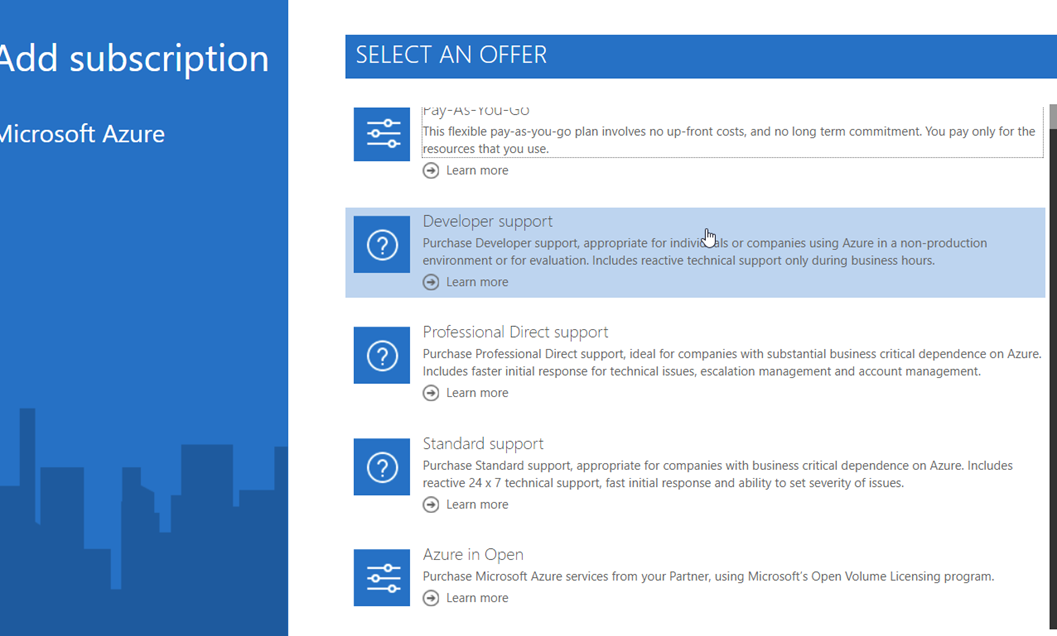 Add subscription
Microsoft Azure
SELECT AN OFFER
Pay-As-You-Go
This flexible pay-as-you-go plan involves no up-front costs, and no long term commitment. You pay only for the
resources that you use.
Learn more
Developer support
Purchase Developer support, appropriate for individuals or companies using Azure in a non-production
environment or for evaluation. Includes reactive technical support only during business hours.
Learn more
Professional Direct support
Purchase Professional Direct support, ideal for companies with substantial business critical dependence on Azure.
Includes faster initial response for technical issues, escalation management and account management.
Learn more
Standard support
Purchase Standard support, appropriate for companies with business critical dependence on Azure. Includes
reactive 24 x 7 technical support, fast initial response and ability to set severity of issues.
Learn more
Azure in Open
Purchase Microsoft Azure services from your Partner, using Microsoft's Open Volume Licensing program.
Learn more